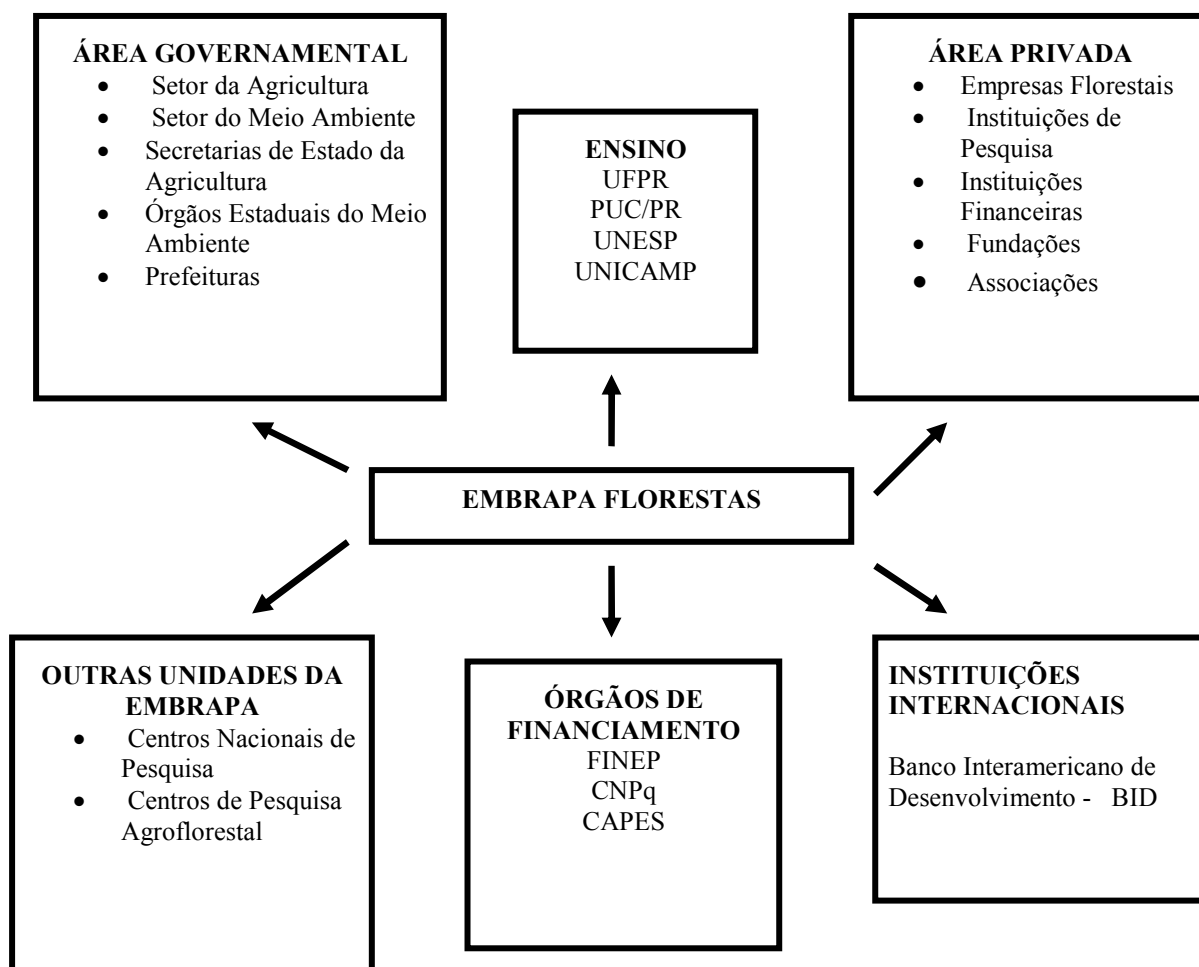 ÁREA GOVERNAMENTAL
• Setor da Agricultura
• Setor do Meio Ambiente
• Secretarias de Estado da
Agricultura
• Órgãos Estaduais do Meio
Ambiente
• Prefeituras
ENSINO
UFPR
PUC/PR
UNESP
UNICAMP
ÁREA PRIVADA
• Empresas Florestais
• Instituições de
Pesquisa
• Instituições
Financeiras
• Fundações
• Associações
EMBRAPA FLORESTAS
OUTRAS UNIDADES DA
EMBRAPA
• Centros Nacionais de
Pesquisa
• Centros de Pesquisa
Agroflorestal
ÓRGÃOS DE
FINANCIAMENTO
FINEP
CNPq
CAPES
INSTITUIÇÕES
INTERNACIONAIS
Banco Interamericano de
Desenvolvimento - BID